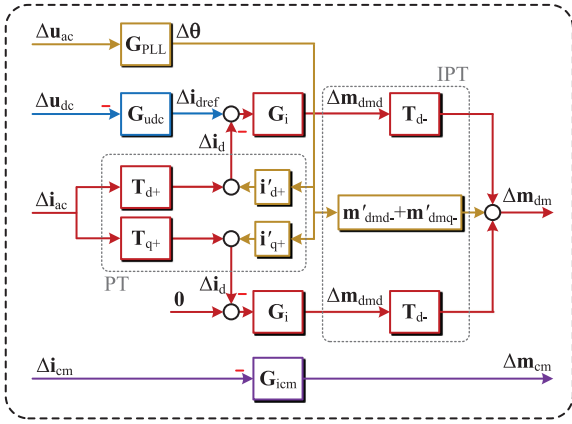 Δu_ac G_PLL Δθ IPT
Δu_dc - G_udc Δi_dref G_i Δm_dmd T_d-
Δi_d -
Δi_ac T_d+ i′_d+
m′_dmd-+m′_dmq- Δm_dm
T_q+ i′_q+
PT
0 Δi_d - G_i Δm_dmd T_d-
Δi_cm - G_icm Δm_cm